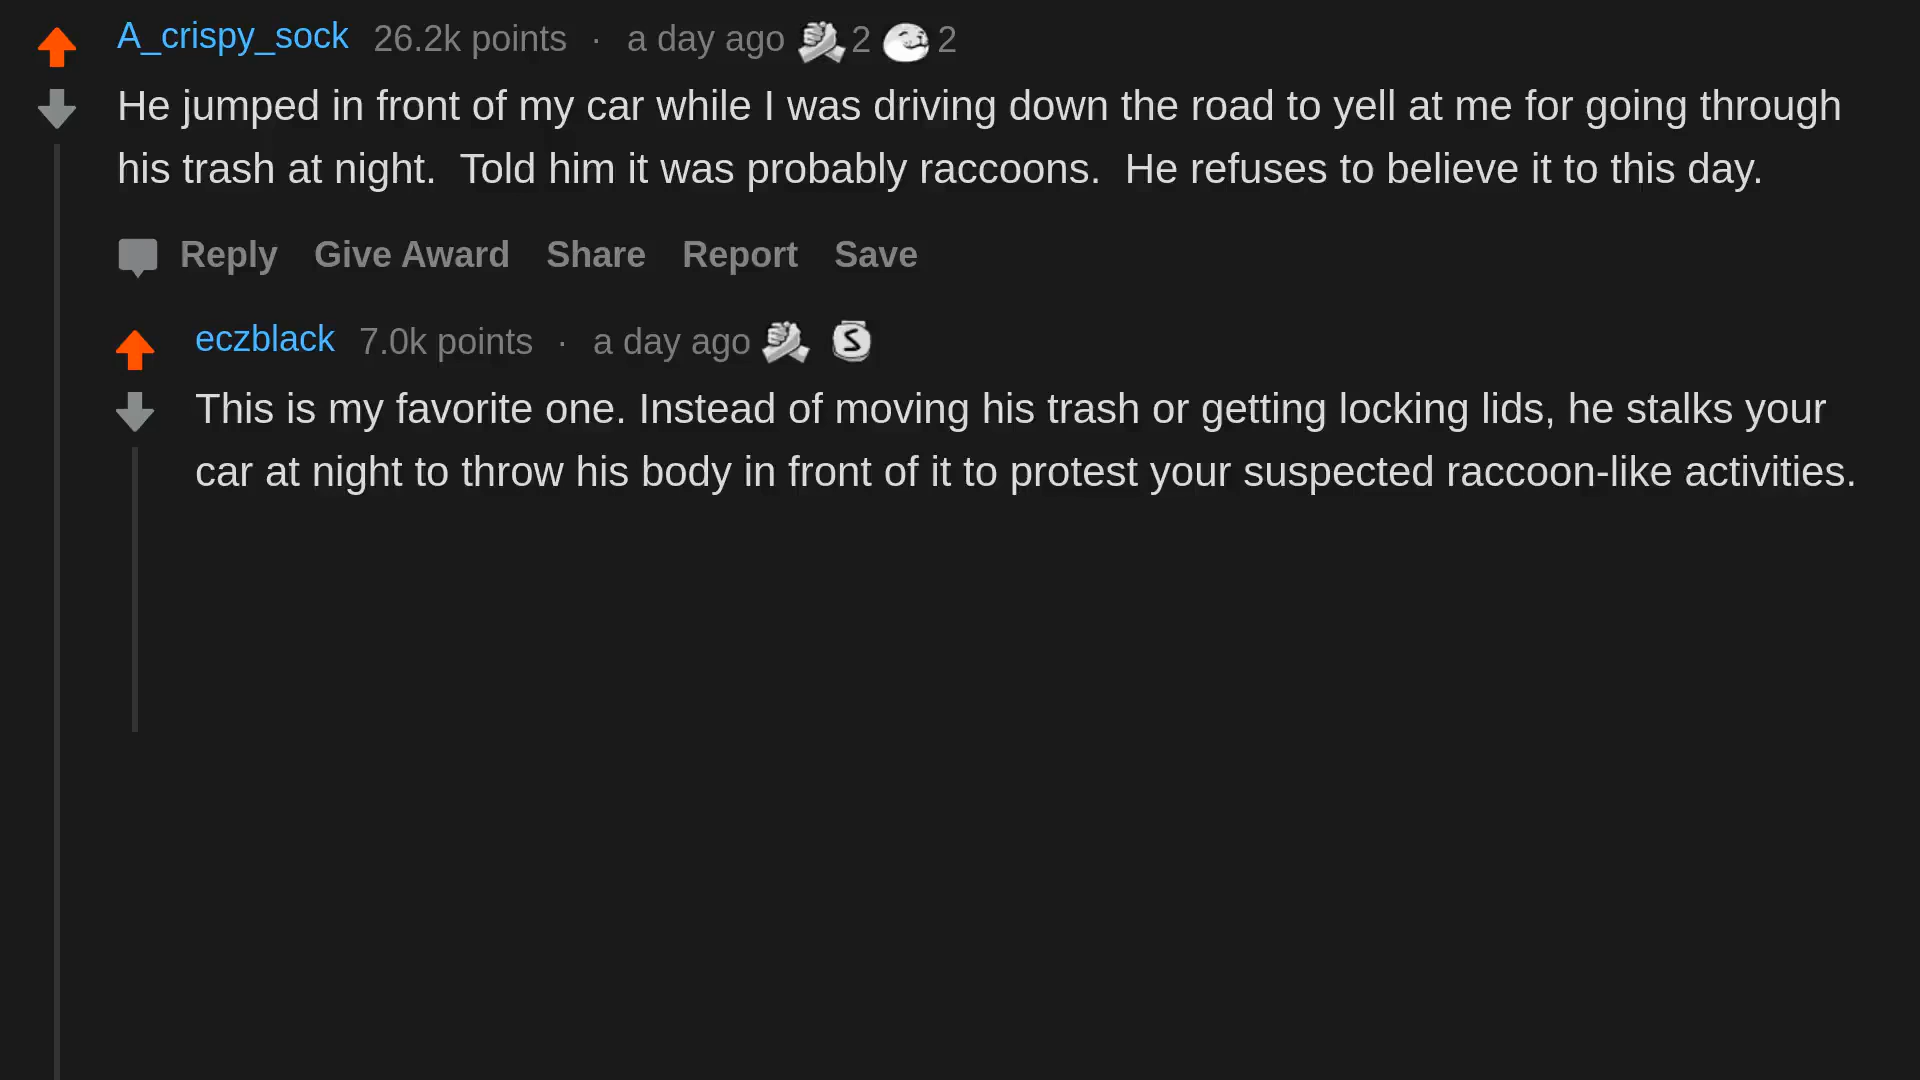 A_crispy_sock 26.2k points · a day ago 2 2
He jumped in front of my car while I was driving down the road to yell at me for going through
his trash at night.  Told him it was probably raccoons.  He refuses to believe it to this day.
Reply Give Award Share Report Save
eczblack 7.0k points · a day ago S
This is my favorite one. Instead of moving his trash or getting locking lids, he stalks your
car at night to throw his body in front of it to protest your suspected raccoon-like activities.